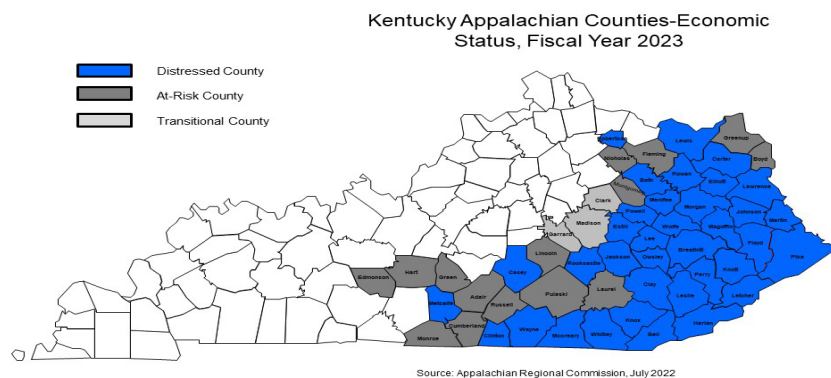 Kentucky Appalachian Counties-Economic
Status, Fiscal Year 2023
Distressed County
At-Risk County
Transitional County
Robertson
Lewis
Greenup
Nicholas
Fleming
Carter
Boyd
Bath
Rowan
Elliott
Lawrence
Montgomery
Menifee
Clark
Morgan
Johnson
Martin
Powell
Madison
Garrard
Estill
Wolfe
Magoffin
Floyd
Pike
Lee
Lincoln
Breathitt
Casey
Rockcastle
Jackson
Owsley
Knott
Perry
Hart
Green
Edmonson
Clay
Laurel
Leslie
Letcher
Adair
Pulaski
Metcalfe
Russell
Knox
Harlan
Cumberland
Monroe
Clinton
Wayne
Mccreary
Whitley
Bell
Source: Appalachian Regional Commission, July 2022